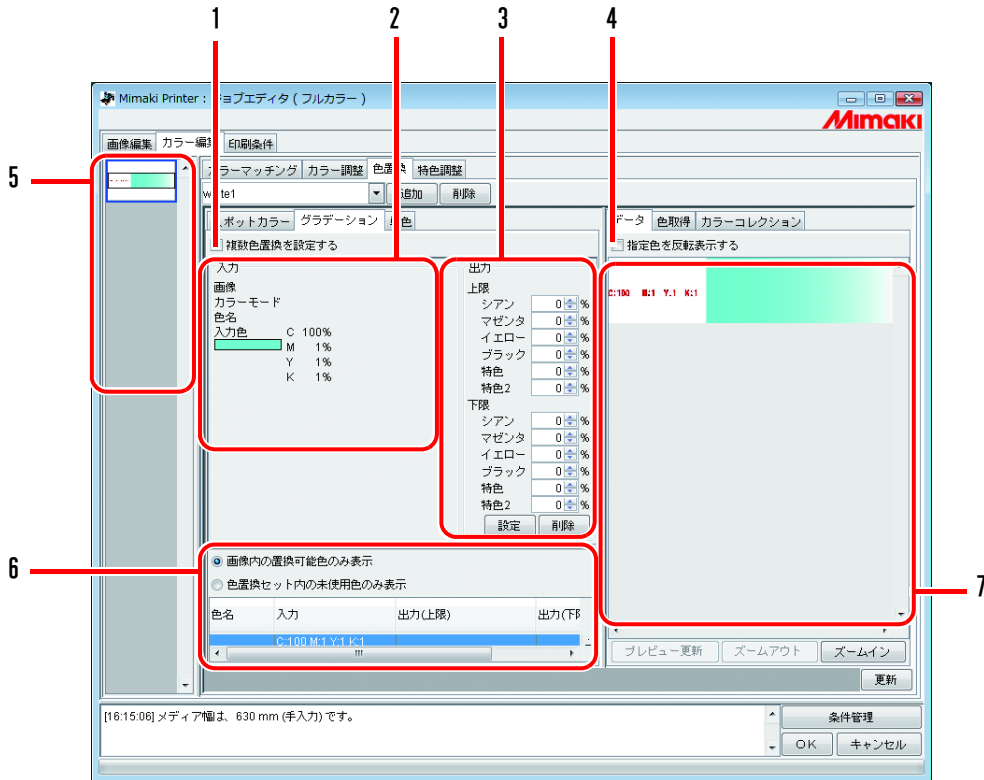 1 2 3 4
Mimaki Printer : ジョブエディタ ( フルカラー )
Mimaki
画像編集 カラー編集 印刷条件
5
カラーマッチング カラー調整 色置換 特色調整
追加 削除
スポットカラー グラデーション 単色
データ 色取得 カラーコレクション
複数色置換を設定する
指定色を反転表示する
入力
出力
画像
カラーモード
色名
入力色 C 100%
M 1%
Y 1%
K 1%
上限
シアン 0 %
マゼンタ 0 %
イエロー 0 %
ブラック 0 %
特色 0 %
特色2 0 %
下限
シアン 0 %
マゼンタ 0 %
イエロー 0 %
ブラック 0 %
特色 0 %
特色2 0 %
設定 削除
C:100 M:1 Y:1 K:1
6
画像内の置換可能色のみ表示
色置換セット内の未使用色のみ表示
色名 入力 出力(上限) 出力(下限
C:100 M:1 Y:1 K:1
7
プレビュー更新 ズームアウト ズームイン
更新
[16:15:06] メディア幅は、630 mm (手入力) です。
条件管理
OK キャンセル